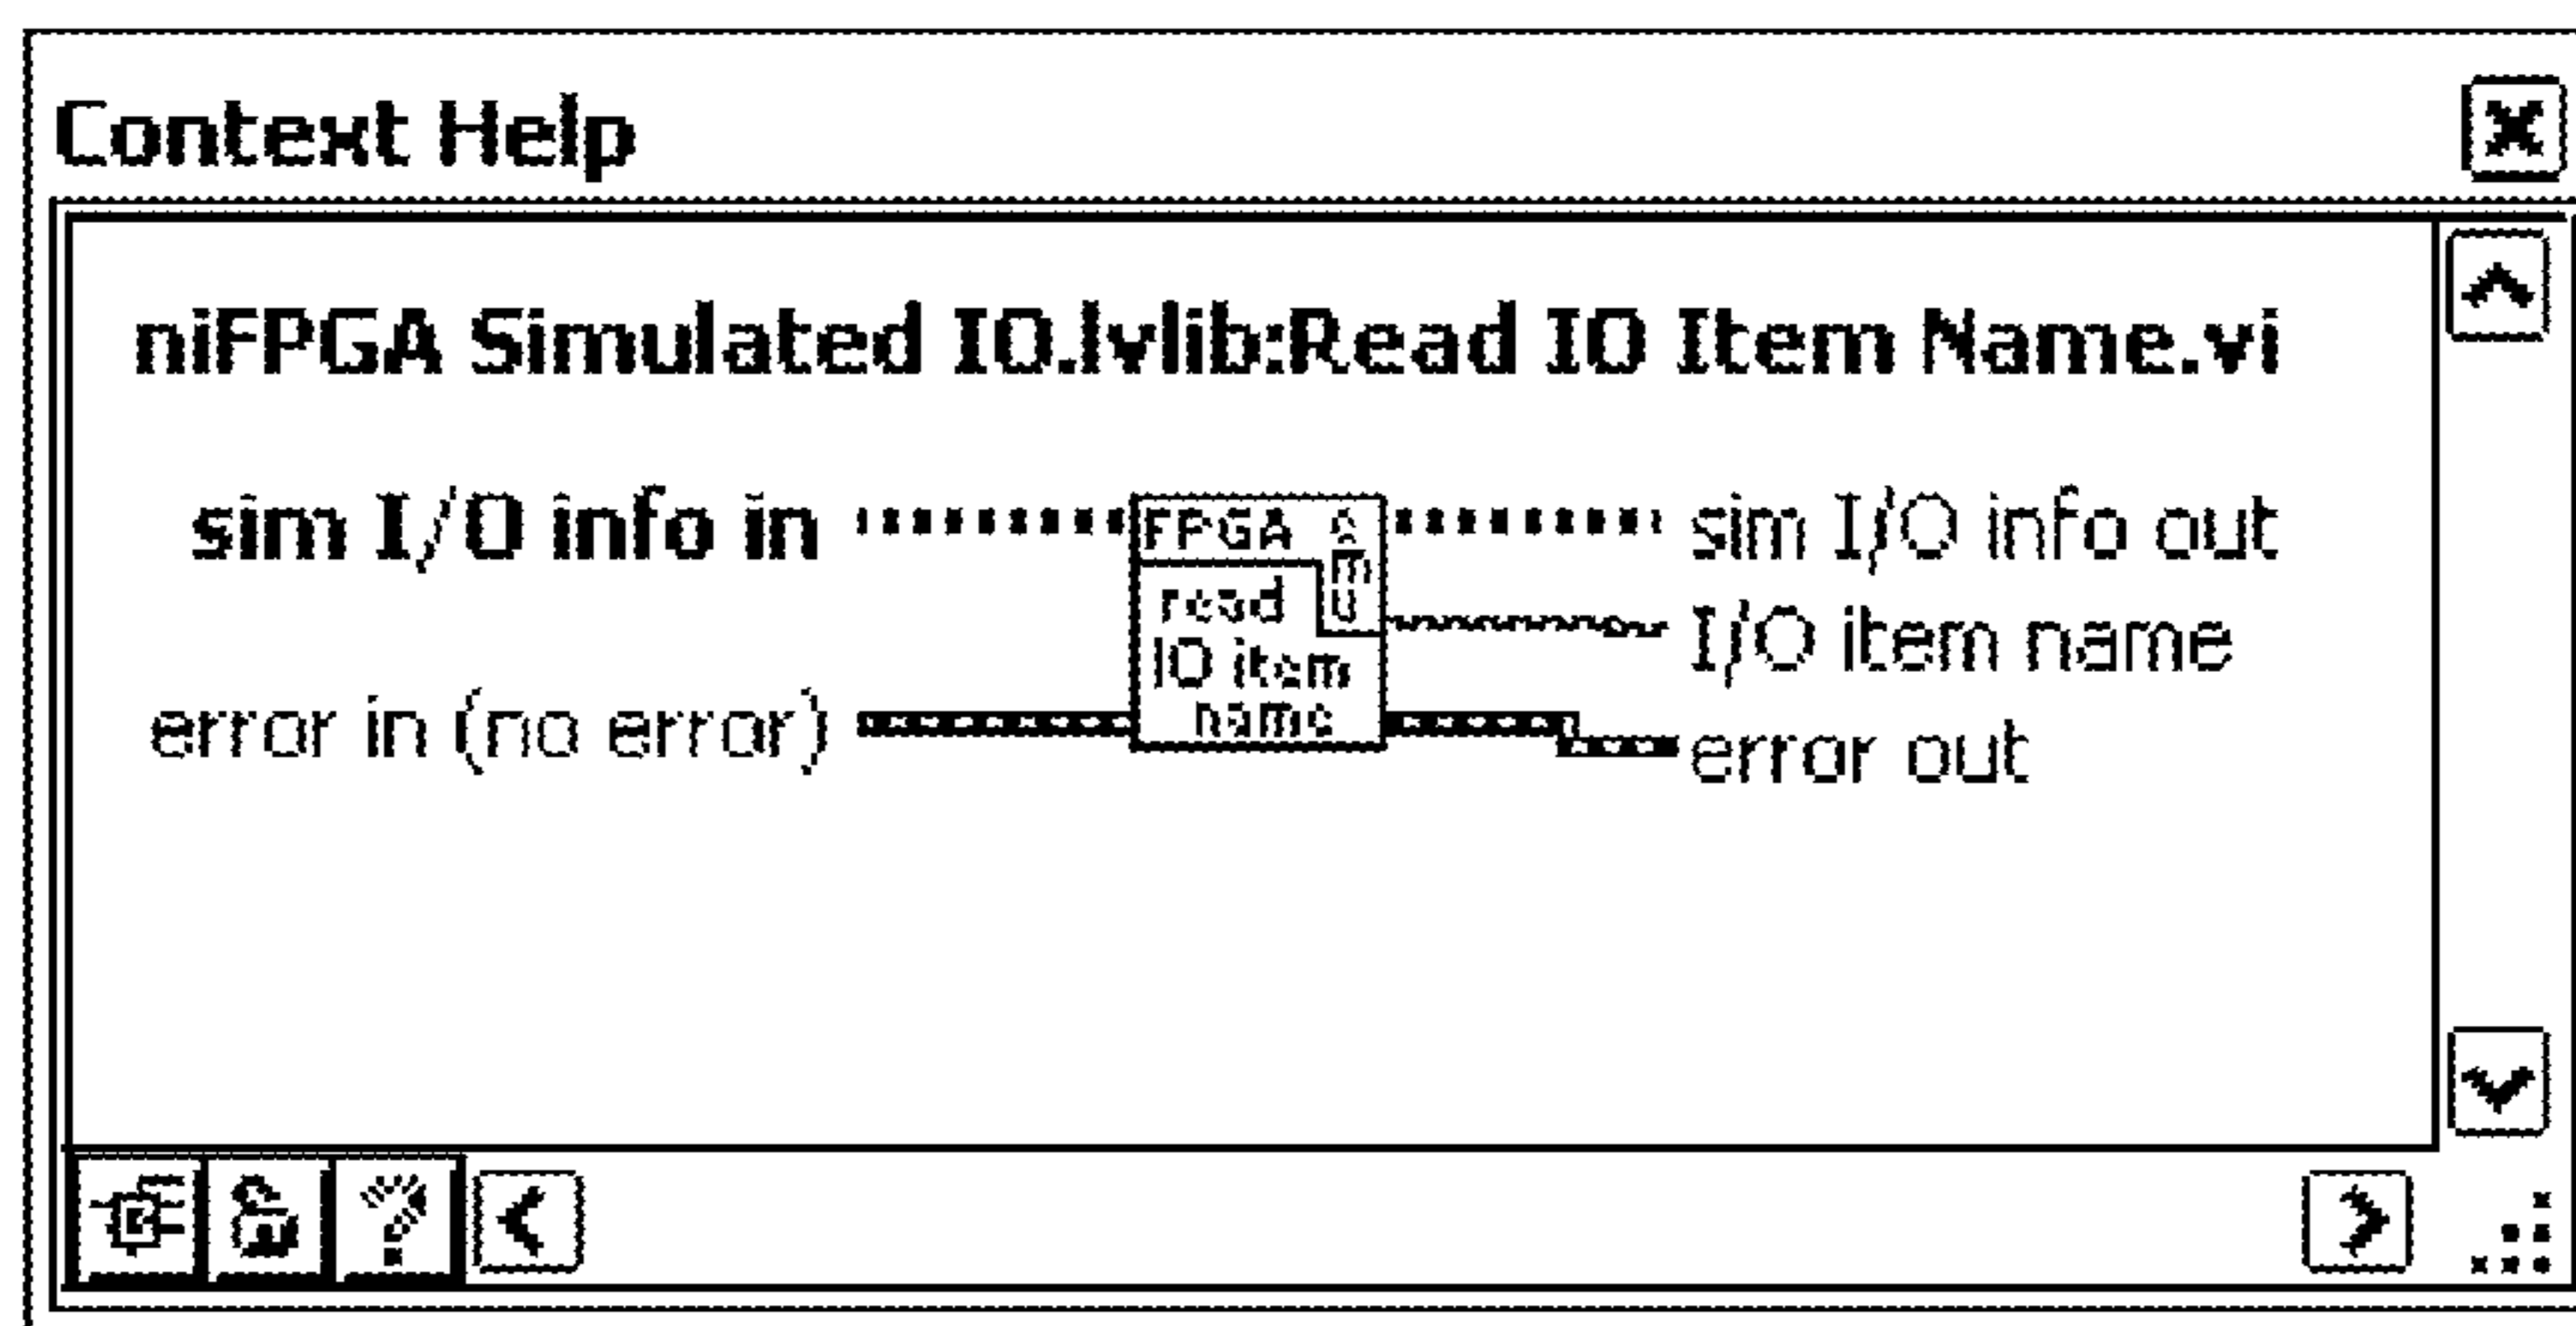 Context Help
niFPGA Simulated IO.lvlib:Read IO Item Name.vi
sim I/O info in
FPGA
sim I/O info out
read
I/O item name
IO item
error in (no error)
name
error out